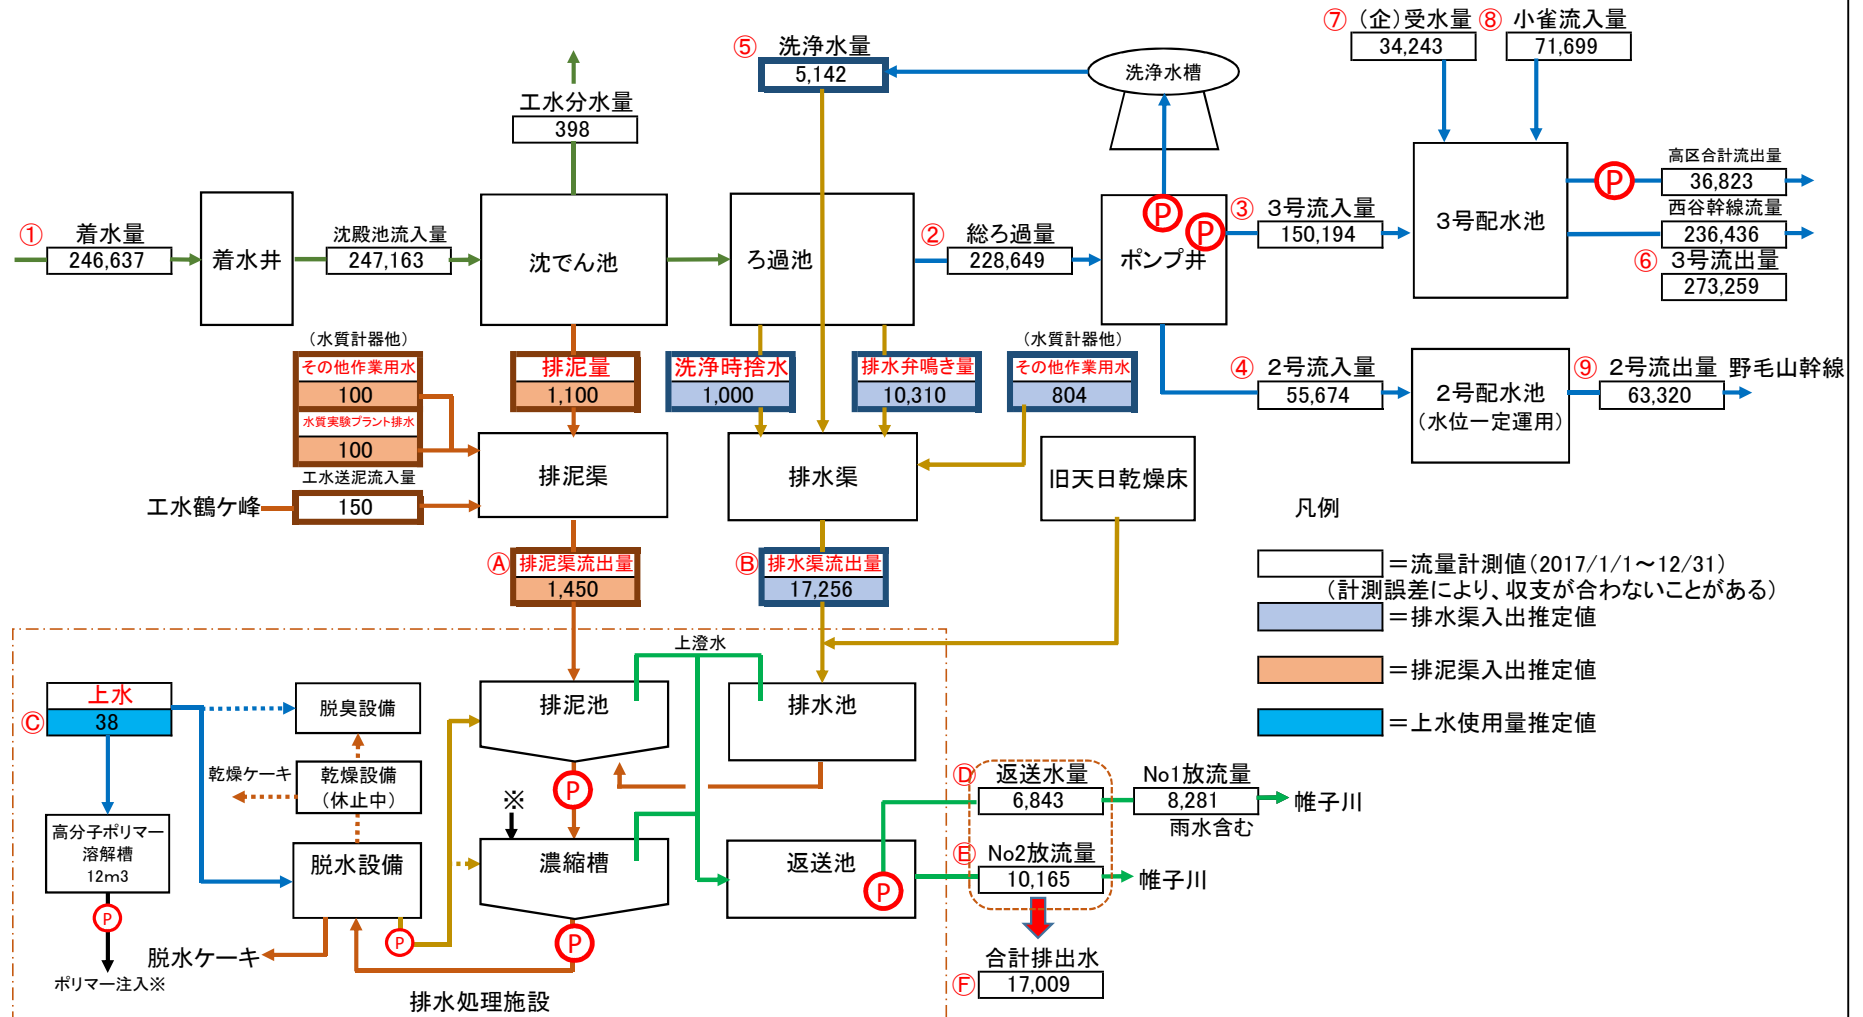 ⑦ (企)受水量
34,243
⑧ 小雀流入量
71,699
⑤ 洗浄水量
5,142
洗浄水槽
工水分水量
398
① 着水量
246,637
着水井
沈殿池流入量
247,163
沈でん池
ろ過池
② 総ろ過量
228,649
P
P
ポンプ井
③ 3号流入量
150,194
3号配水池
P
高区合計流出量
36,823
西谷幹線流量
236,436
⑥ 3号流出量
273,259
(水質計器他)
その他作業用水
100
水質実験プラント排水
100
排泥量
1,100
洗浄時捨水
1,000
排水弁鳴き量
10,310
(水質計器他)
その他作業用水
804
④ 2号流入量
55,674
2号配水池
(水位一定運用)
⑨ 2号流出量
63,320
野毛山幹線
工水送泥流入量
工水鶴ケ峰
150
排泥渠
排水渠
旧天日乾燥床
Ⓐ 排泥渠流出量
1,450
Ⓑ 排水渠流出量
17,256
凡例
=流量計測値(2017/1/1~12/31)
(計測誤差により、収支が合わないことがある)
=排水渠入出推定値
=排泥渠入出推定値
=上水使用量推定値
上澄水
上水
Ⓒ 38
脱臭設備
排泥池
排水池
乾燥ケーキ
乾燥設備
(休止中)
P
※
高分子ポリマー
溶解槽
12m3
脱水設備
濃縮槽
返送池
P
Ⓓ 返送水量
6,843
No1放流量
8,281
雨水含む
帷子川
Ⓔ No2放流量
10,165
帷子川
P
P
P
脱水ケーキ
ポリマー注入※
排水処理施設
合計排出水
Ⓕ 17,009